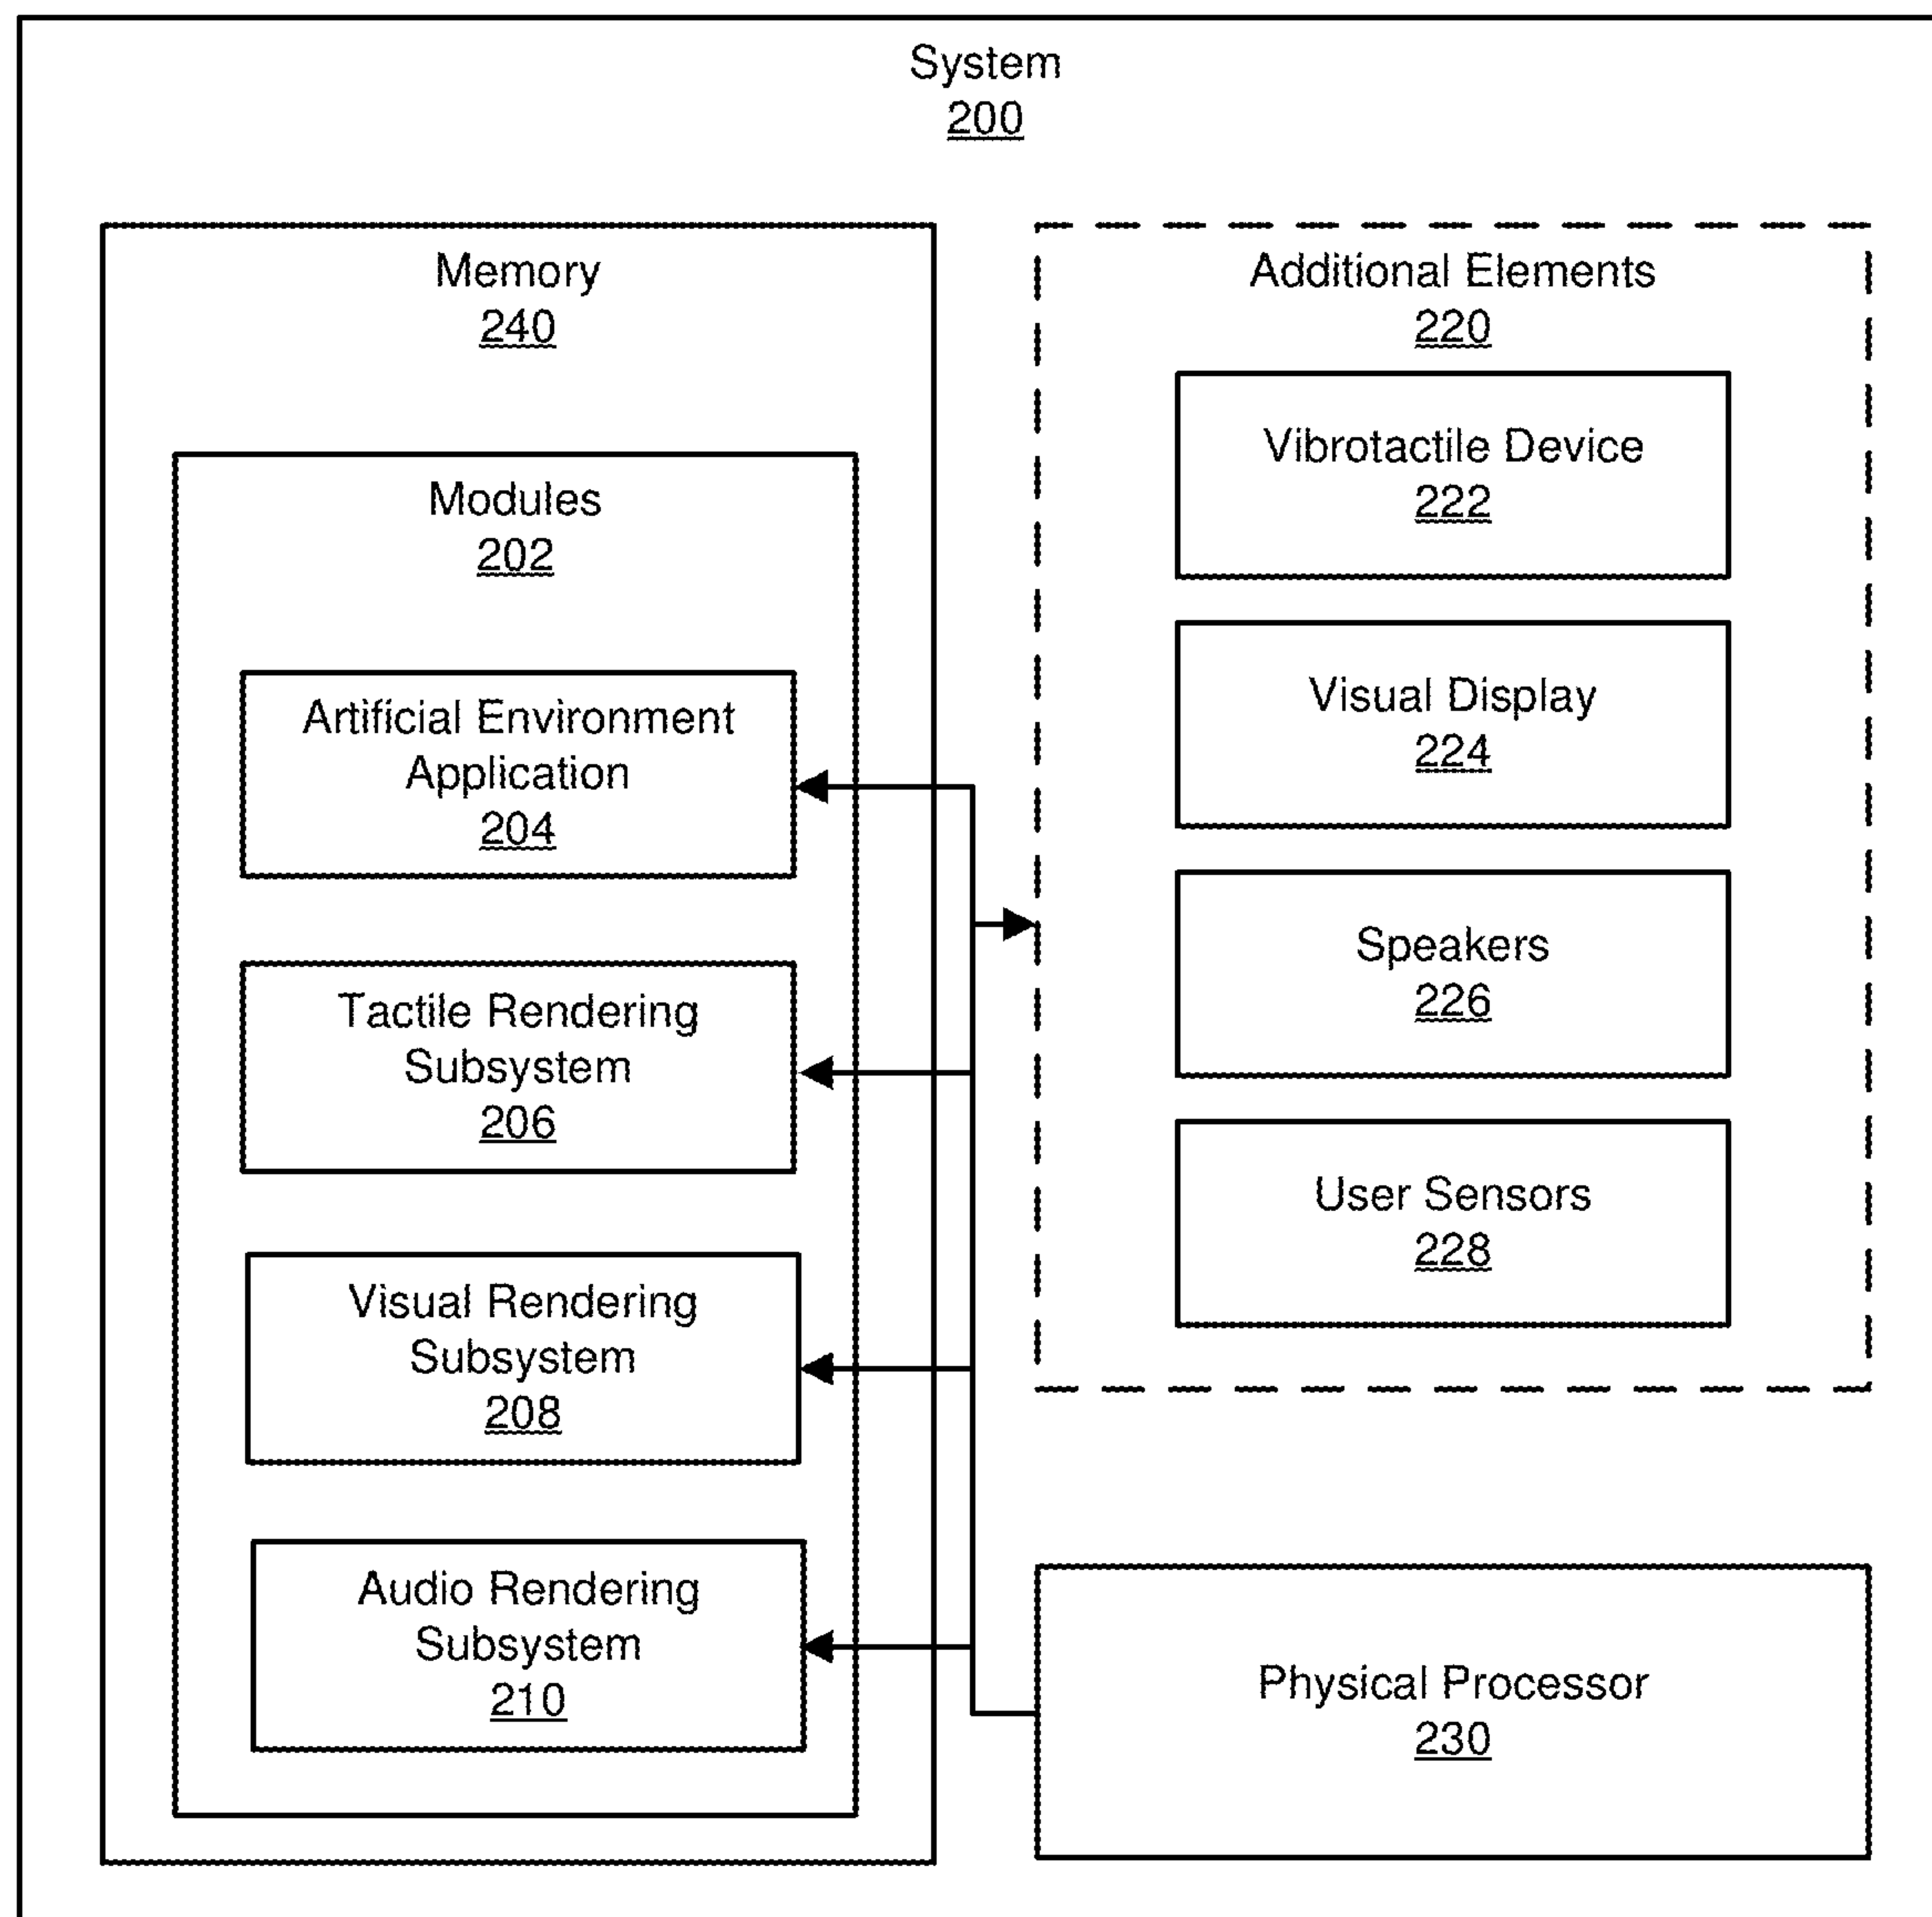 System
200
Memory
240
Modules
202
Artificial Environment
Application
204
Tactile Rendering
Subsystem
206
Visual Rendering
Subsystem
208
Audio Rendering
Subsystem
210
Additional Elements
220
Vibrotactile Device
222
Visual Display
224
Speakers
226
User Sensors
228
Physical Processor
230